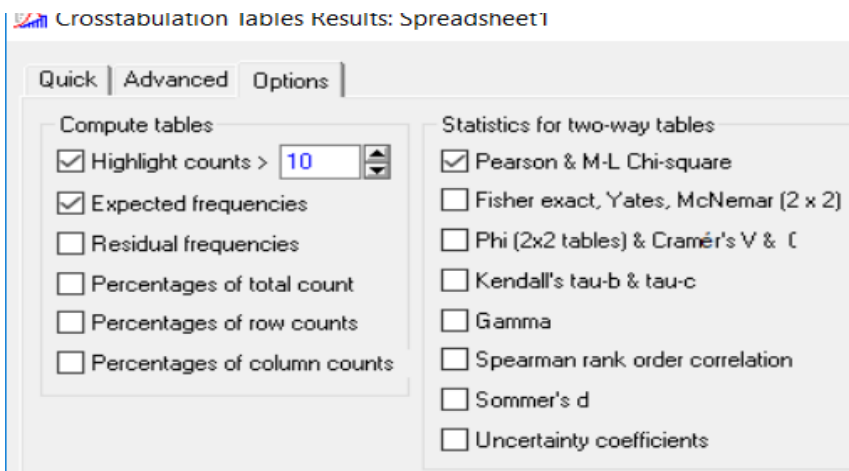 Crosstabulation Tables Results: Spreadsheet1
Quick Advanced Options
Compute tables
Highlight counts > 10
Expected frequencies
Residual frequencies
Percentages of total count
Percentages of row counts
Percentages of column counts
Statistics for two-way tables
Pearson & M-L Chi-square
Fisher exact, Yates, McNemar (2 x 2)
Phi (2x2 tables) & Cramér's V &
Kendall's tau-b & tau-c
Gamma
Spearman rank order correlation
Sommer's d
Uncertainty coefficients